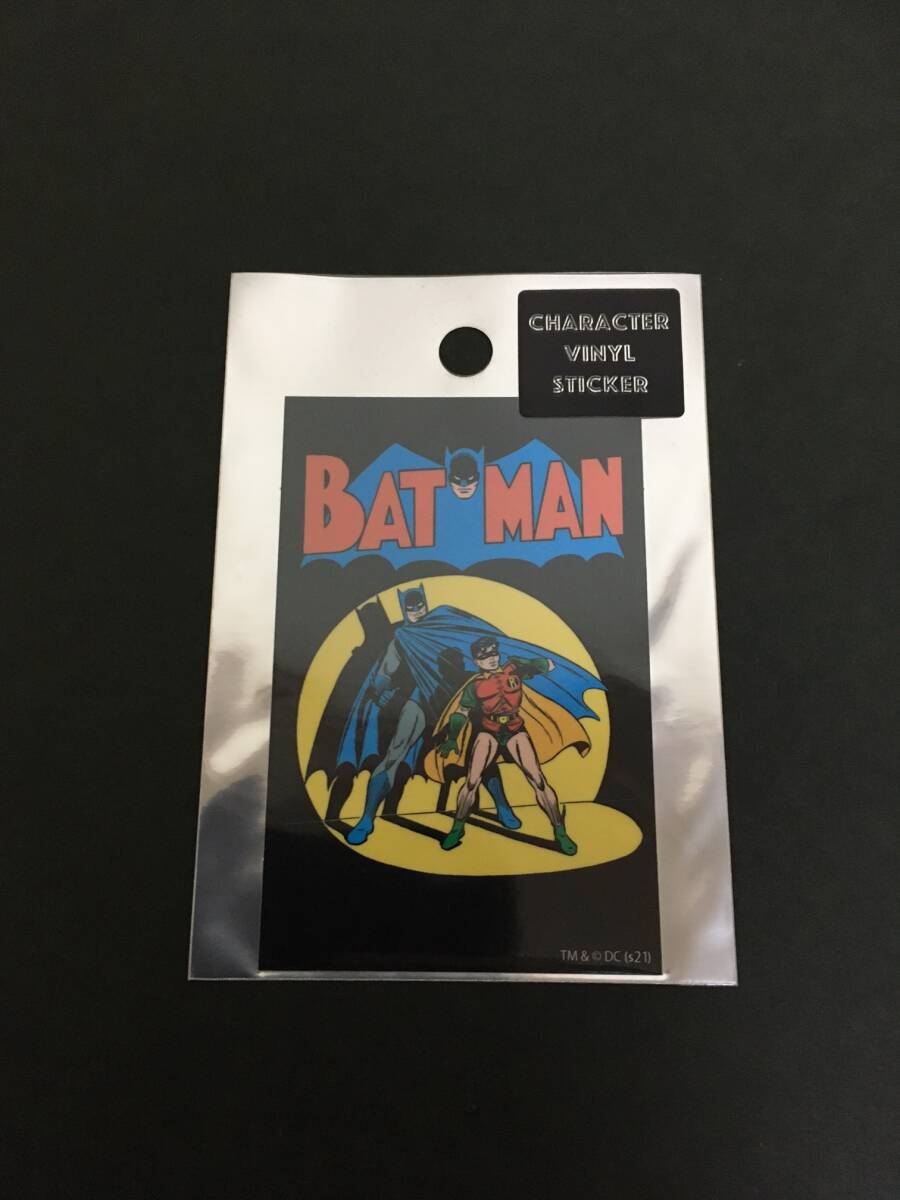 CHARACTER
VINYL
STICKER
BATMAN
R
TM & © DC (s21)